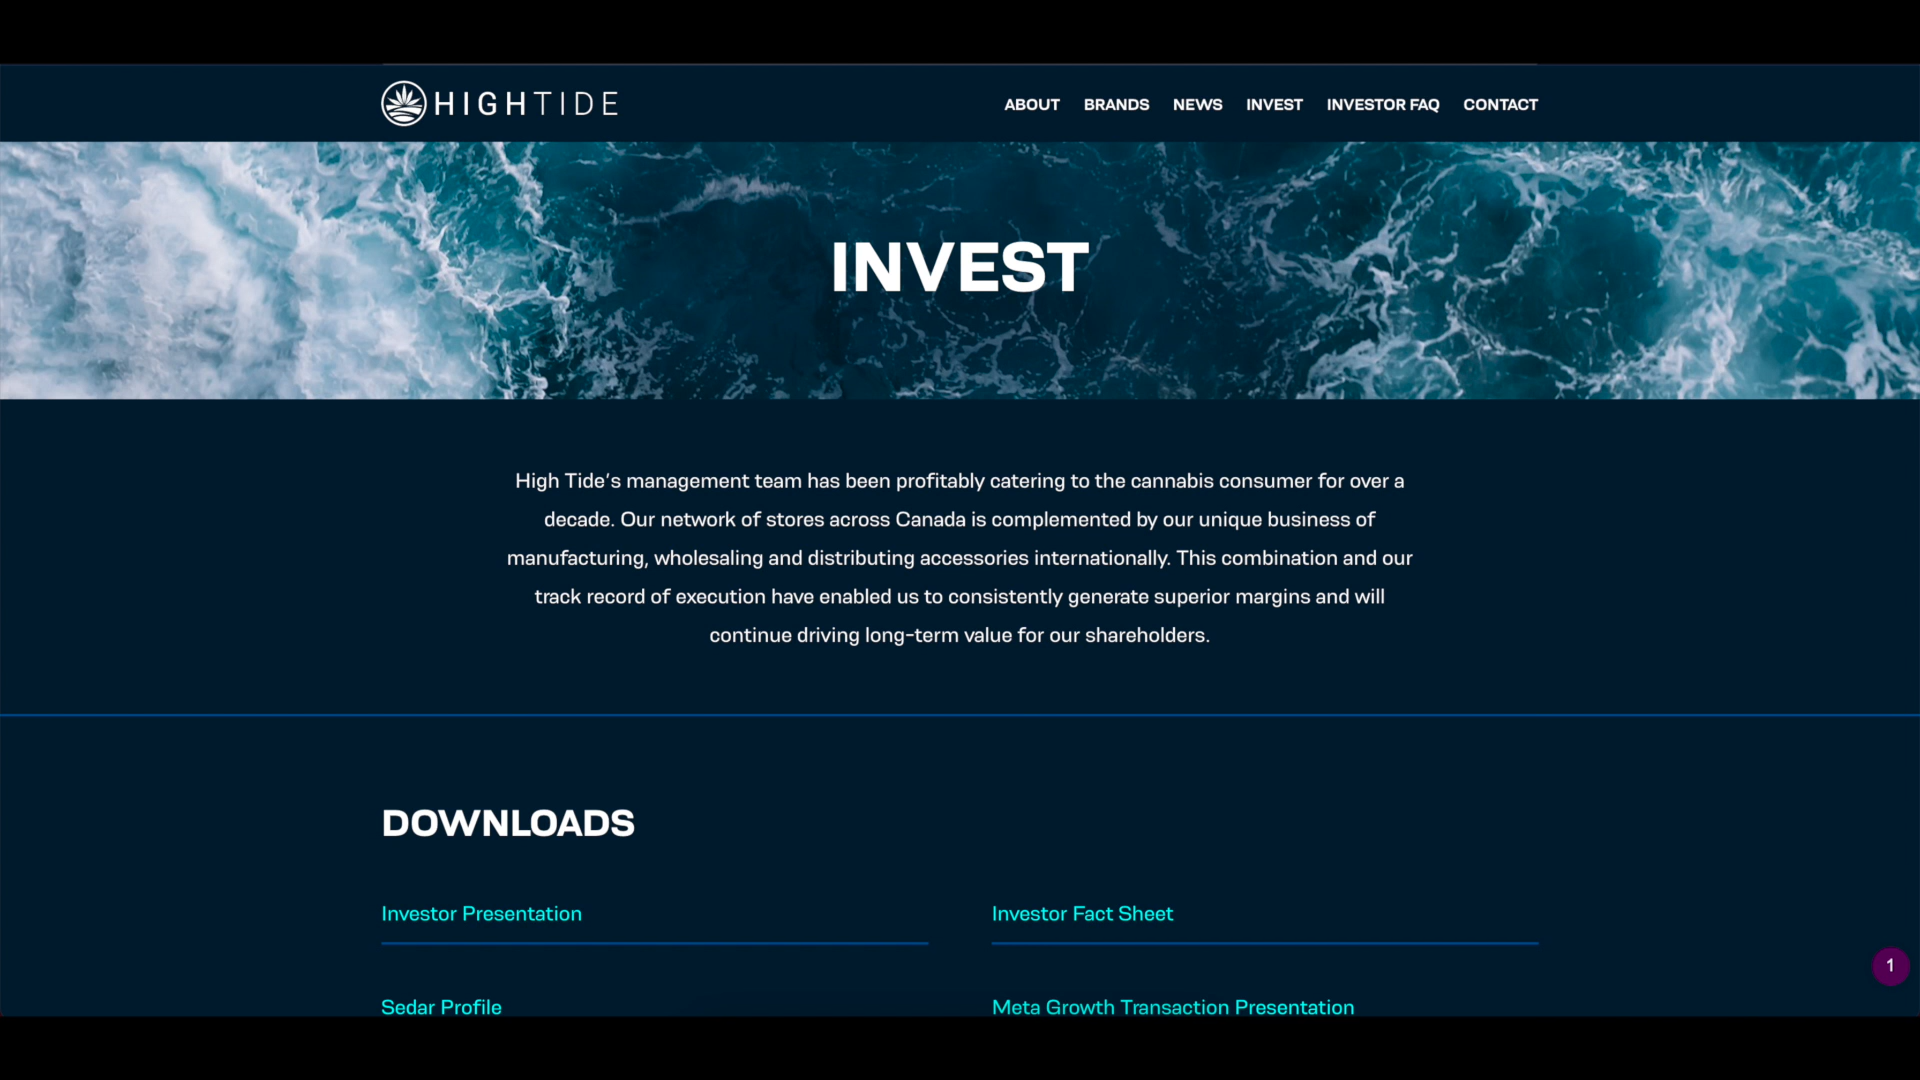 HIGHTIDE
ABOUT BRANDS NEWS INVEST INVESTOR FAQ CONTACT
INVEST
High Tide's management team has been profitably catering to the cannabis consumer for over a
decade. Our network of stores across Canada is complemented by our unique business of
manufacturing, wholesaling and distributing accessories internationally. This combination and our
track record of execution have enabled us to consistently generate superior margins and will
continue driving long-term value for our shareholders.
DOWNLOADS
Investor Presentation
Investor Fact Sheet
1
Sedar Profile
Meta Growth Transaction Presentation